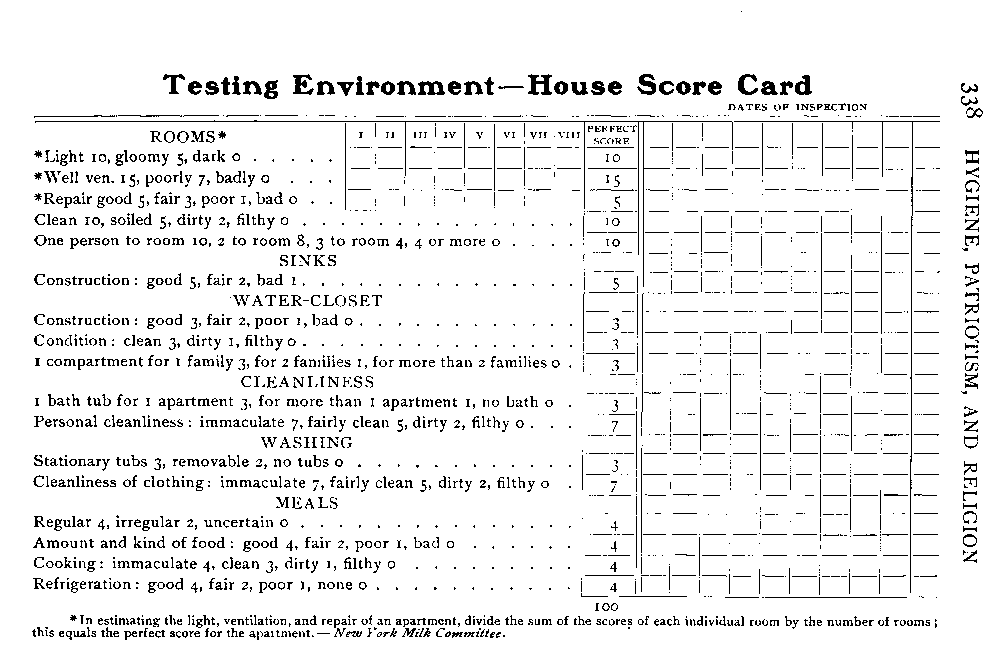 Testing Environment—House Score Card
DATES OF INSPECTION
ROOMS* I II III IV V VI VII VIII PERFECT SCORE
*Light 10, gloomy 5, dark 0 . . . . . 10
*Well ven. 15, poorly 7, badly 0 . . . 15
*Repair good 5, fair 3, poor 1, bad 0 . . 5
Clean 10, soiled 5, dirty 2, filthy 0 . . . . . . . . . . . . . . 10
One person to room 10, 2 to room 8, 3 to room 4, 4 or more 0 . . . . 10
SINKS
Construction: good 5, fair 2, bad 1 . . . . . . . . . . . . . . 5
WATER-CLOSET
Construction: good 3, fair 2, poor 1, bad 0 . . . . . . . . . . . 3
Condition: clean 3, dirty 1, filthy 0 . . . . . . . . . . . . . . 3
1 compartment for 1 family 3, for 2 families 1, for more than 2 families 0 . 3
CLEANLINESS
1 bath tub for 1 apartment 3, for more than 1 apartment 1, no bath 0 . 3
Personal cleanliness: immaculate 7, fairly clean 5, dirty 2, filthy 0 . . . 7
WASHING
Stationary tubs 3, removable 2, no tubs 0 . . . . . . . . . . . 3
Cleanliness of clothing: immaculate 7, fairly clean 5, dirty 2, filthy 0 . 7
MEALS
Regular 4, irregular 2, uncertain 0 . . . . . . . . . . . . . . 4
Amount and kind of food: good 4, fair 2, poor 1, bad 0 . . . . . . 4
Cooking: immaculate 4, clean 3, dirty 1, filthy 0 . . . . . . . . . 4
Refrigeration: good 4, fair 2, poor 1, none 0 . . . . . . . . . . 4
100
*In estimating the light, ventilation, and repair of an apartment, divide the sum of the scores of each individual room by the number of rooms;
this equals the perfect score for the apartment.—New York Milk Committee.
338 HYGIENE, PATRIOTISM, AND RELIGION